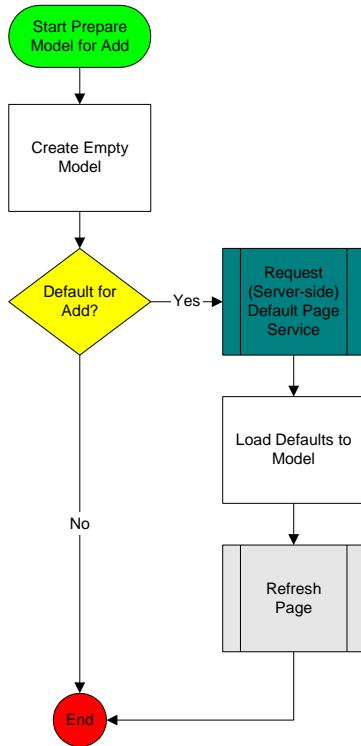 Start Prepare
Model for Add
Create Empty
Model
Default for
Add?
Yes
Request
(Server-side)
Default Page
Service
Load Defaults to
Model
No
Refresh
Page
End